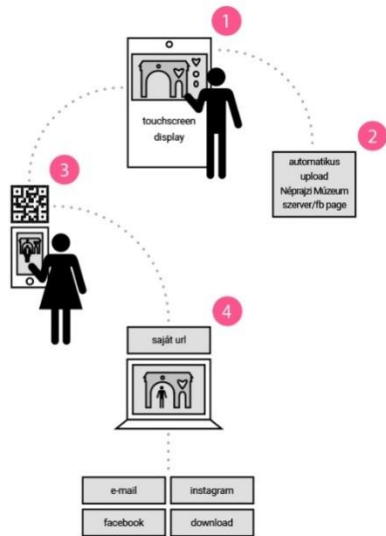 1
touchscreen
display
2
automatikus
upload
Néprajzi Múzeum
szerver/fb page
3
4
saját url
e-mail
instagram
facebook
download